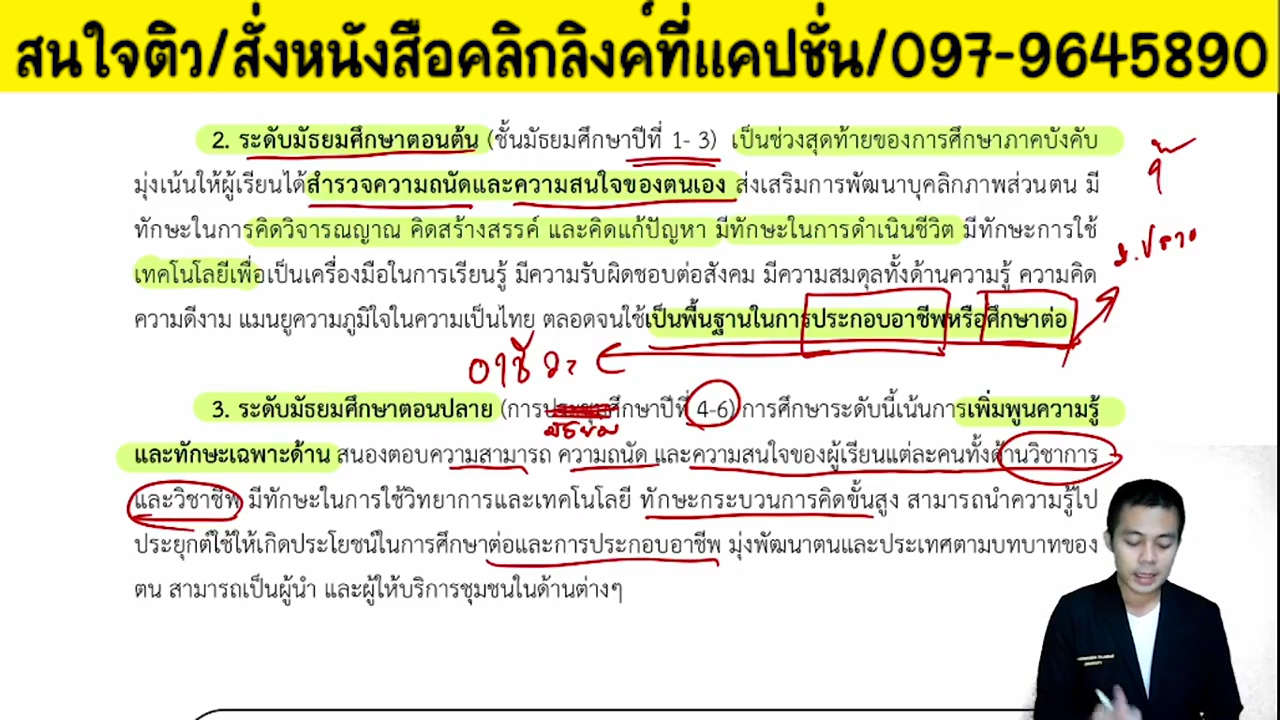 สนใจติว/สั่งหนังสือคลิกลิงค์ที่แคปชั่น/097-9645890
2. ระดับมัธยมศึกษาตอนต้น (ชั้นมัธยมศึกษาปีที่ 1- 3) เป็นช่วงสุดท้ายของการศึกษาภาคบังคับ
มุ่งเน้นให้ผู้เรียนได้สำรวจความถนัดและความสนใจของตนเอง ส่งเสริมการพัฒนาบุคลิกภาพส่วนตน มี
ทักษะในการคิดวิจารณญาณ คิดสร้างสรรค์ และคิดแก้ปัญหา มีทักษะในการดำเนินชีวิต มีทักษะการใช้
เทคโนโลยีเพื่อเป็นเครื่องมือในการเรียนรู้ มีความรับผิดชอบต่อสังคม มีความสมดุลทั้งด้านความรู้ ความคิด
ม.ปลาย
ความดีงาม แมนยูความภูมิใจในความเป็นไทย ตลอดจนใช้เป็นพื้นฐานในการประกอบอาชีพหรือศึกษาต่อ
3. ระดับมัธยมศึกษาตอนปลาย (การศึกษาปีที่ 4-6) การศึกษาระดับนี้เน้นการเพิ่มพูนความรู้
มัธยม
และทักษะเฉพาะด้าน สนองตอบความสามารถ ความถนัด และความสนใจของผู้เรียนแต่ละคนทั้งด้านวิชาการ
และวิชาชีพ มีทักษะในการใช้วิทยาการและเทคโนโลยี ทักษะกระบวนการคิดขั้นสูง สามารถนำความรู้ไป
ประยุกต์ใช้ให้เกิดประโยชน์ในการศึกษาต่อและการประกอบอาชีพ มุ่งพัฒนาตนและประเทศตามบทบาทของ
ตน สามารถเป็นผู้นำ และผู้ให้บริการชุมชนในด้านต่างๆ